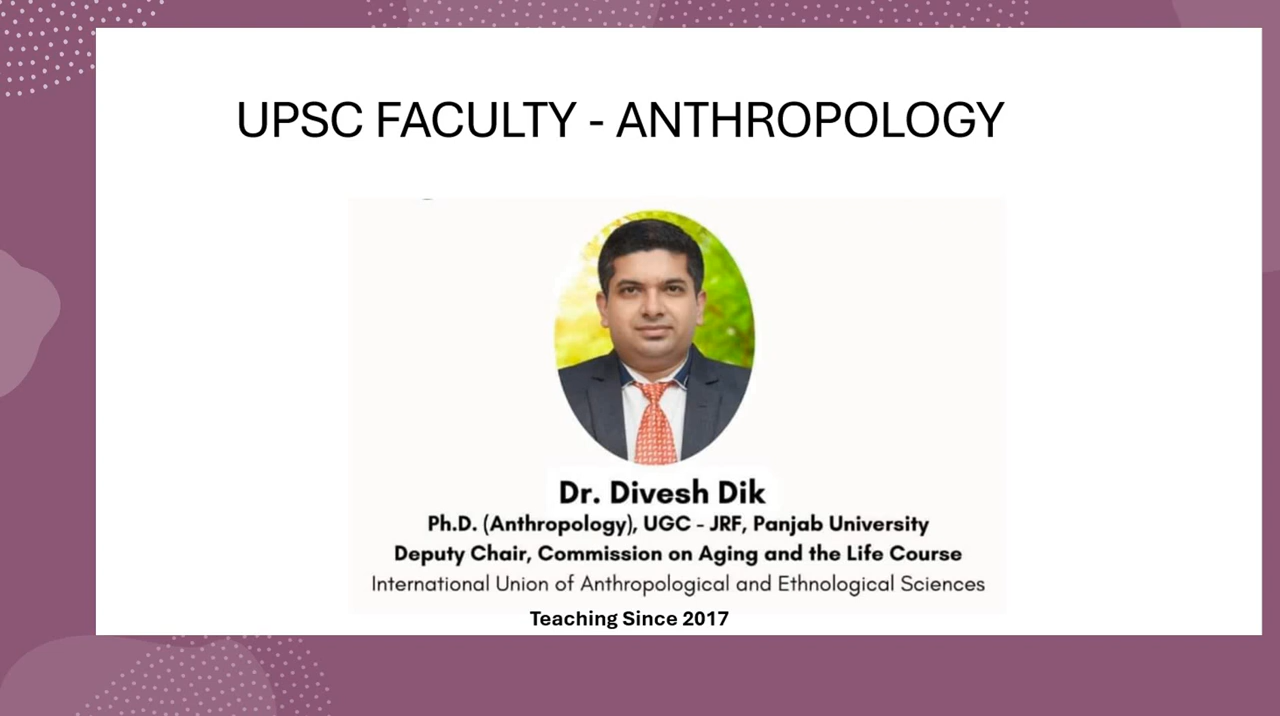 UPSC FACULTY - ANTHROPOLOGY
Dr. Divesh Dik
Ph.D. (Anthropology), UGC - JRF, Panjab University
Deputy Chair, Commission on Aging and the Life Course
International Union of Anthropological and Ethnological Sciences
Teaching Since 2017